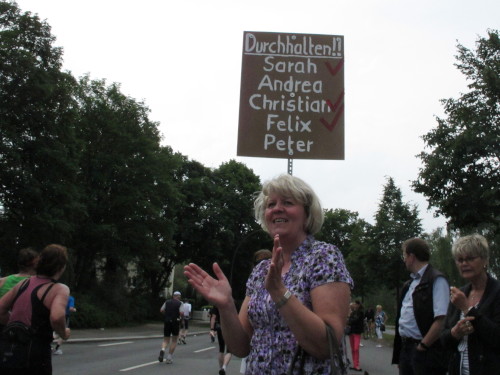 Durchhalten!!
Sarah
Andrea
Christian
Felix
Peter